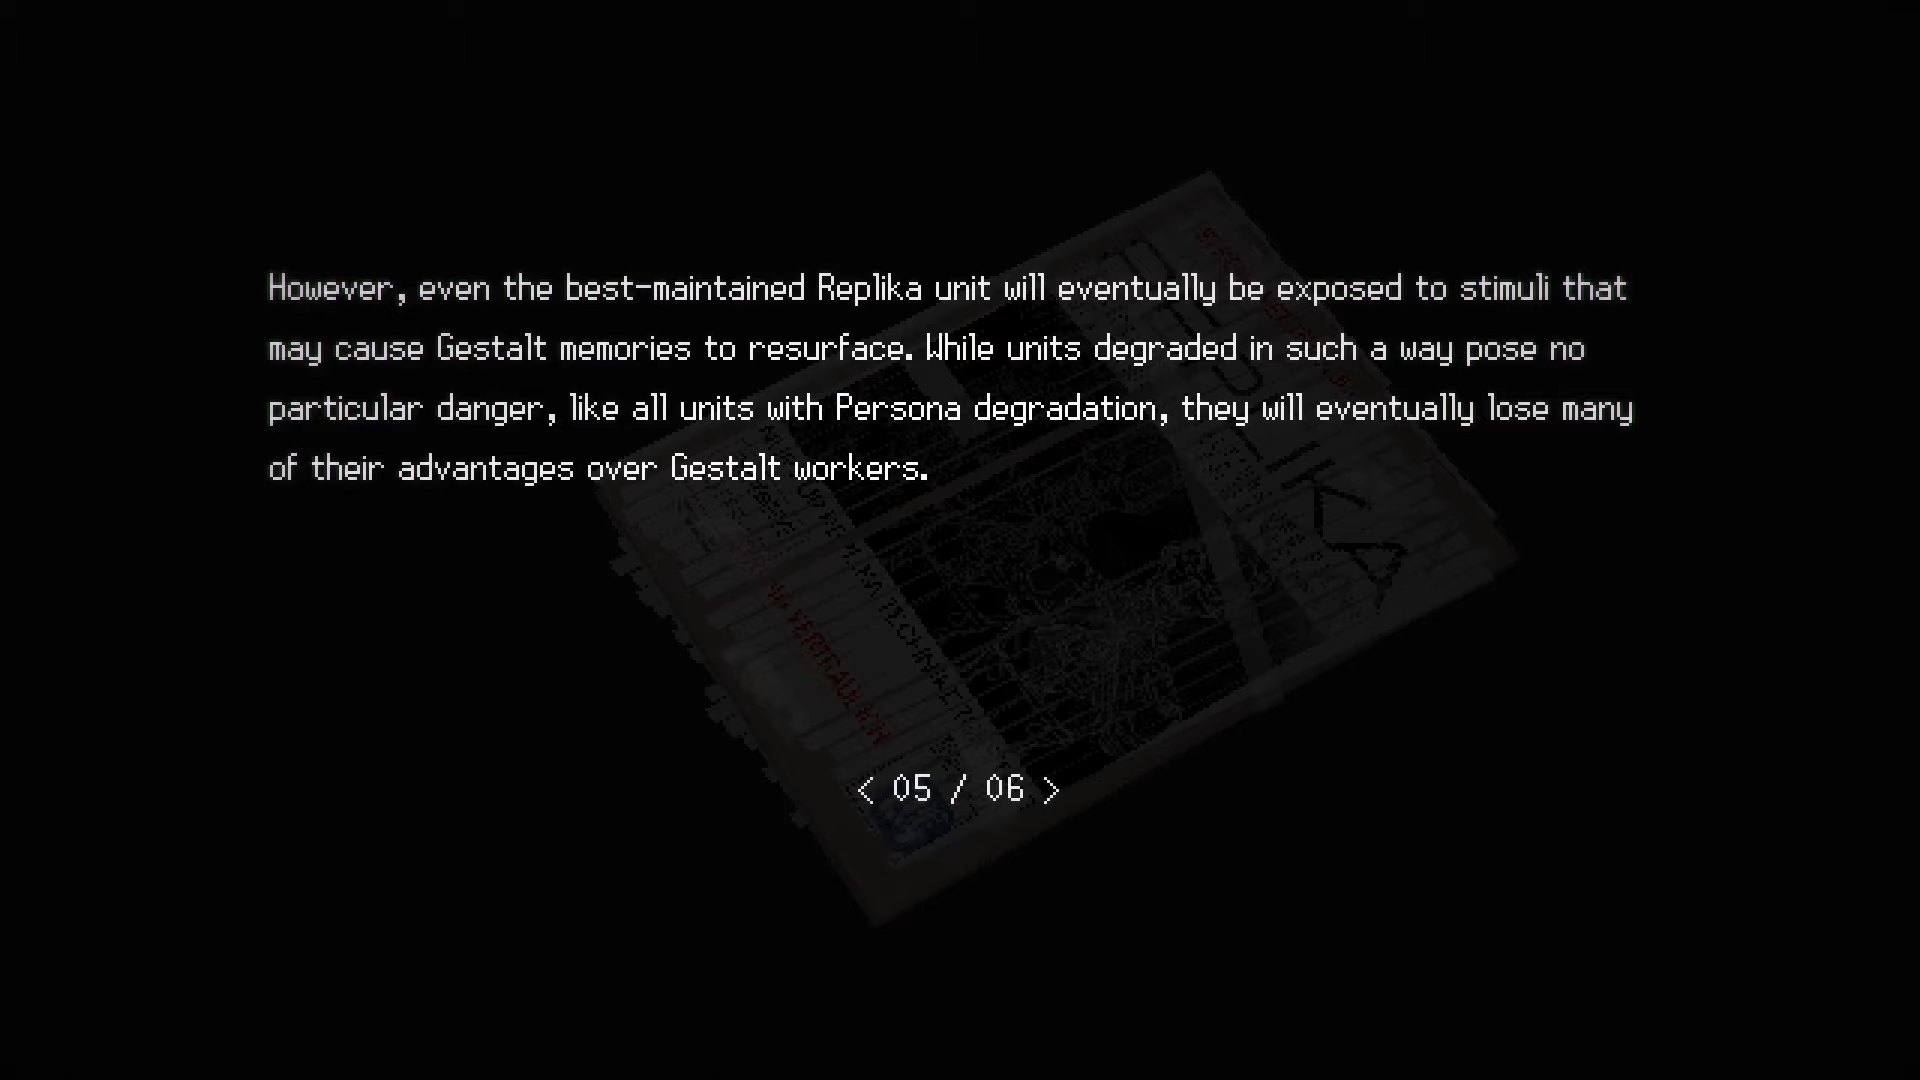 However, even the best-maintained Replika unit will eventually be exposed to stimuli that
may cause Gestalt memories to resurface. While units degraded in such a way pose no
particular danger, like all units with Persona degradation, they will eventually lose many
of their advantages over Gestalt workers.
VERTRAULICH
< 05 / 06 >